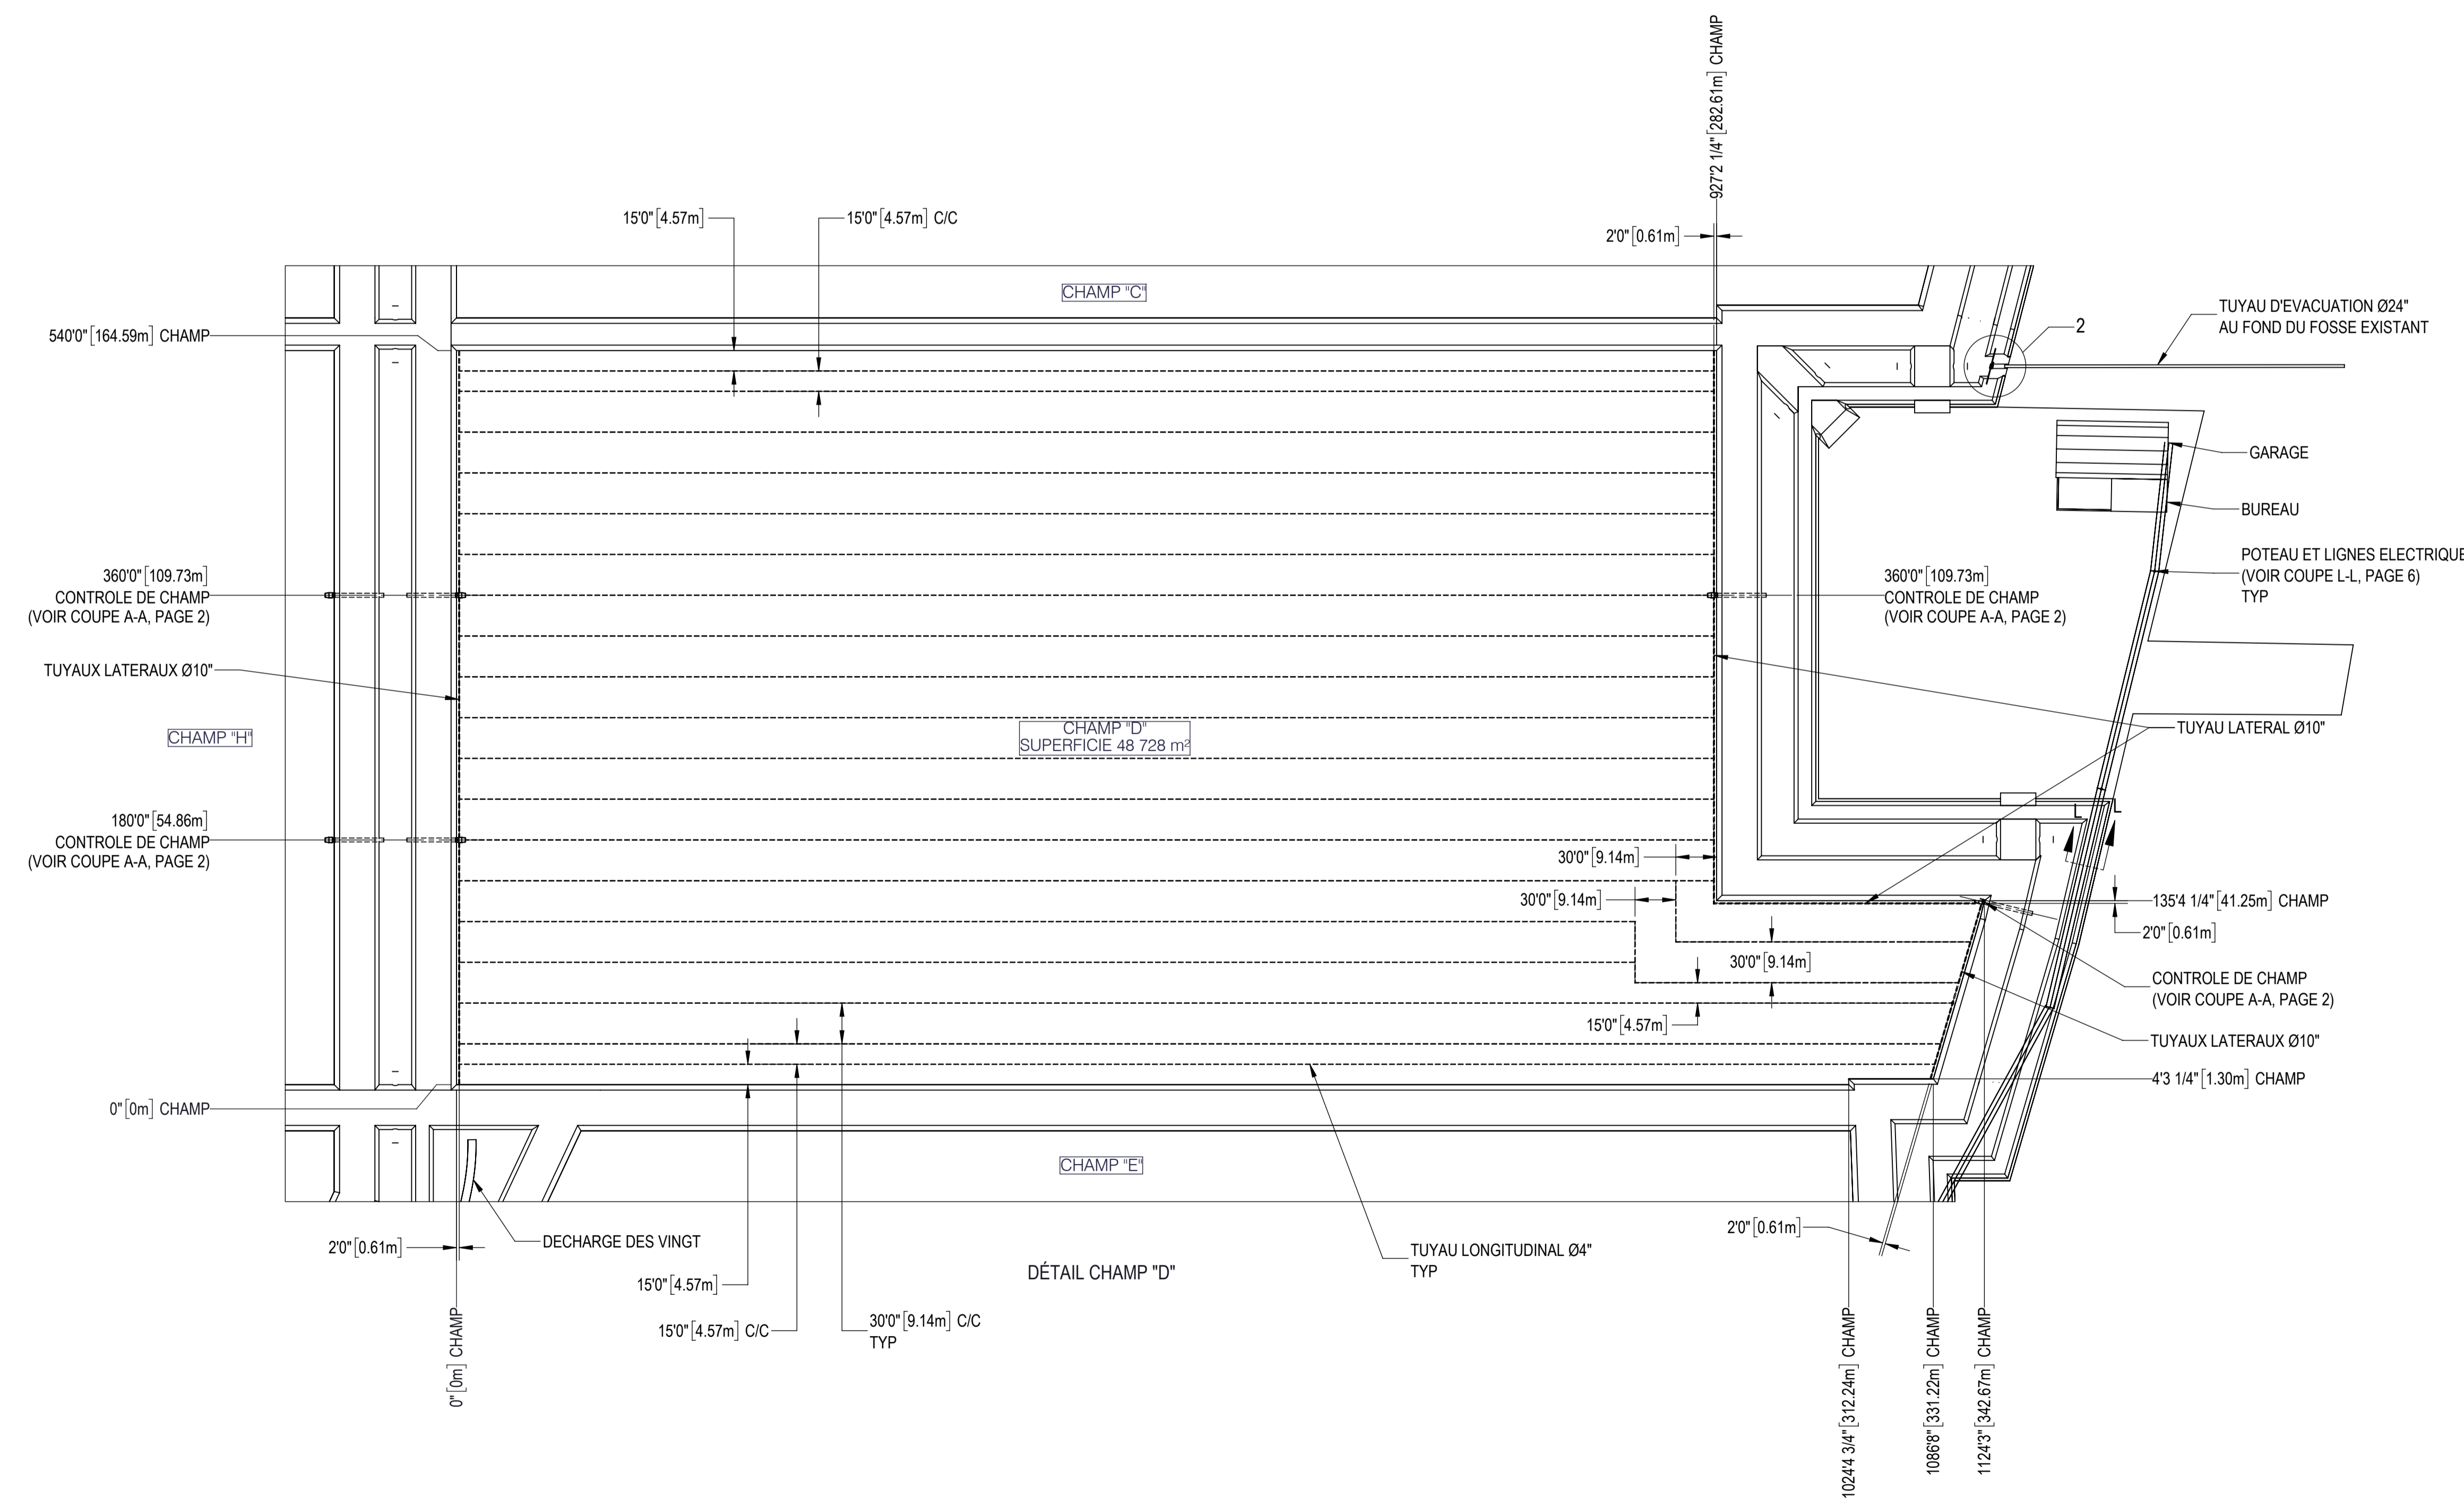 927'2 1/4" [282.61m] CHAMP
15'0" [4.57m]
15'0" [4.57m] C/C
2'0" [0.61m]
CHAMP "C"
540'0" [164.59m] CHAMP
TUYAU D'EVACUATION Ø24"
AU FOND DU FOSSE EXISTANT
2
GARAGE
BUREAU
POTEAU ET LIGNES ELECTRIQUE
(VOIR COUPE L-L, PAGE 6)
TYP
360'0" [109.73m]
CONTROLE DE CHAMP
(VOIR COUPE A-A, PAGE 2)
360'0" [109.73m]
CONTROLE DE CHAMP
(VOIR COUPE A-A, PAGE 2)
TUYAUX LATERAUX Ø10"
CHAMP "H"
CHAMP "D"
SUPERFICIE 48 728 m²
TUYAU LATERAL Ø10"
180'0" [54.86m]
CONTROLE DE CHAMP
(VOIR COUPE A-A, PAGE 2)
L
L
30'0" [9.14m]
30'0" [9.14m]
135'4 1/4" [41.25m] CHAMP
2'0" [0.61m]
30'0" [9.14m]
CONTROLE DE CHAMP
(VOIR COUPE A-A, PAGE 2)
15'0" [4.57m]
TUYAUX LATERAUX Ø10"
4'3 1/4" [1.30m] CHAMP
0" [0m] CHAMP
CHAMP "E"
2'0" [0.61m]
DECHARGE DES VINGT
2'0" [0.61m]
TUYAU LONGITUDINAL Ø4"
TYP
DÉTAIL CHAMP "D"
15'0" [4.57m]
15'0" [4.57m] C/C
30'0" [9.14m] C/C
TYP
0" [0m] CHAMP
1024'4 3/4" [312.24m] CHAMP
1086'8" [331.22m] CHAMP
1124'3" [342.67m] CHAMP